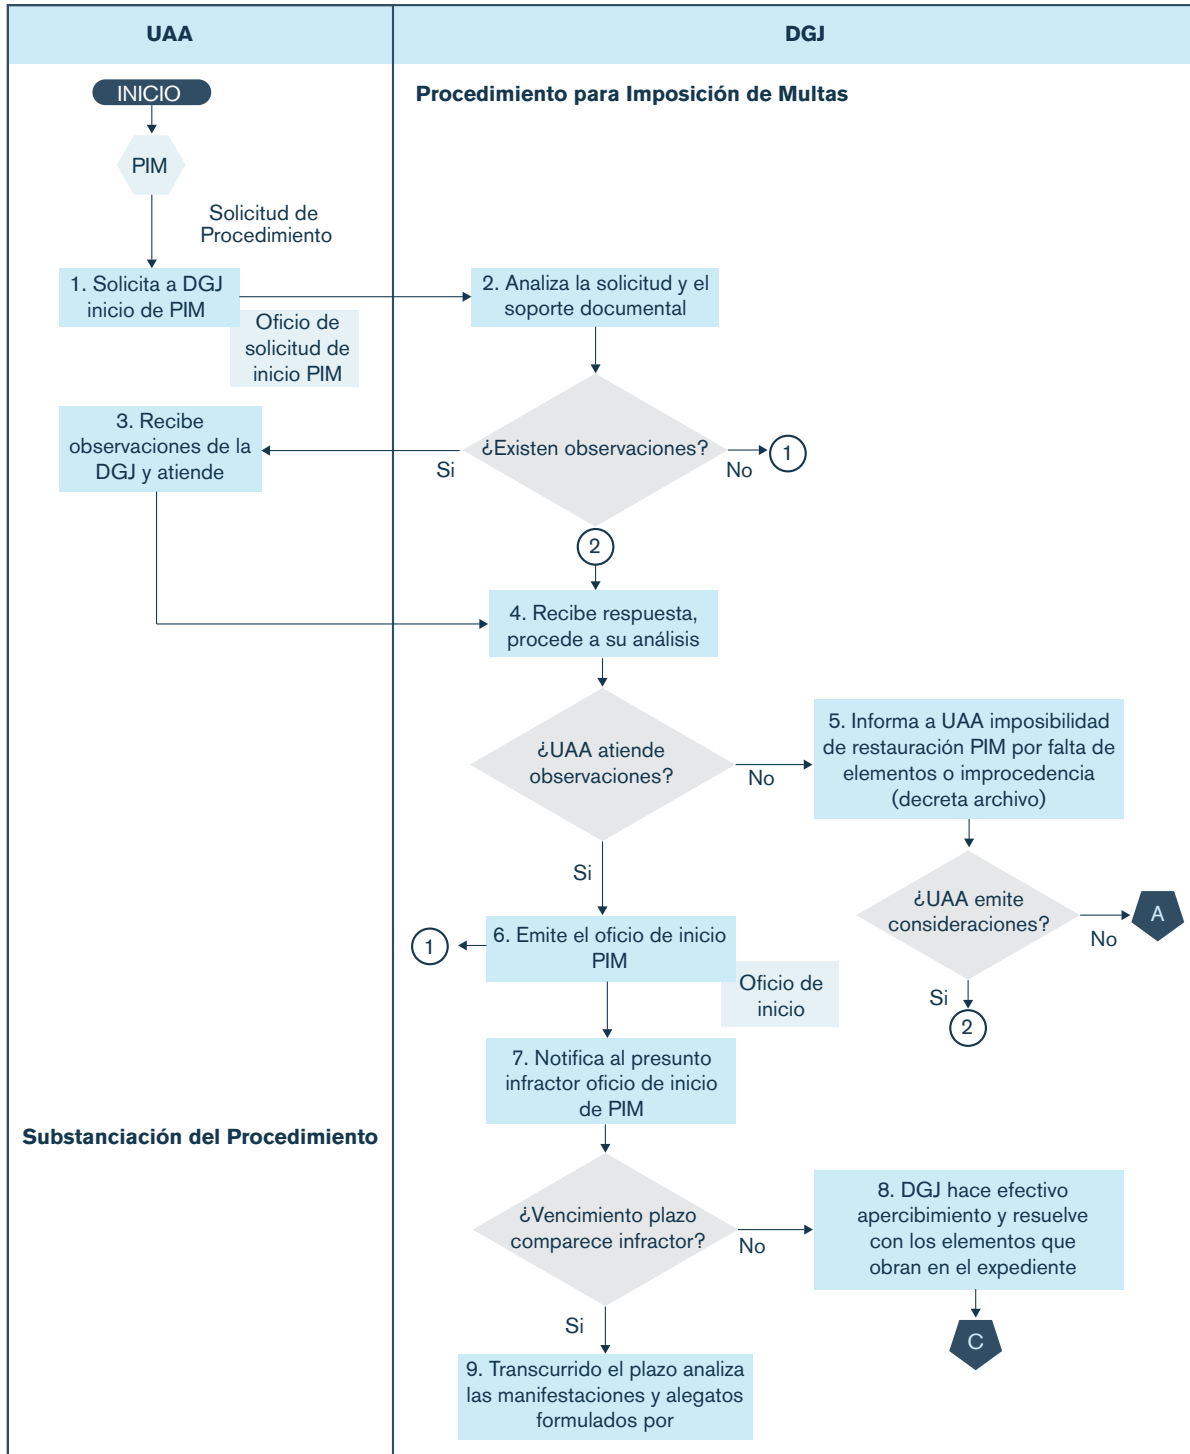 UAA
DGJ
INICIO
Procedimiento para Imposición de Multas
PIM
Solicitud de
Procedimiento
1. Solicita a DGJ
inicio de PIM
Oficio de
solicitud de
inicio PIM
2. Analiza la solicitud y el
soporte documental
¿Existen observaciones?
Si
No
1
3. Recibe
observaciones de la
DGJ y atiende
2
4. Recibe respuesta,
procede a su análisis
¿UAA atiende
observaciones?
No
Si
5. Informa a UAA imposibilidad
de restauración PIM por falta de
elementos o improcedencia
(decreta archivo)
¿UAA emite
consideraciones?
No
A
Si
2
6. Emite el oficio de inicio
PIM
1
Oficio de
inicio
7. Notifica al presunto
infractor oficio de inicio
de PIM
Substanciación del Procedimiento
¿Vencimiento plazo
comparece infractor?
No
Si
8. DGJ hace efectivo
apercibimiento y resuelve
con los elementos que
obran en el expediente
C
9. Transcurrido el plazo analiza
las manifestaciones y alegatos
formulados por